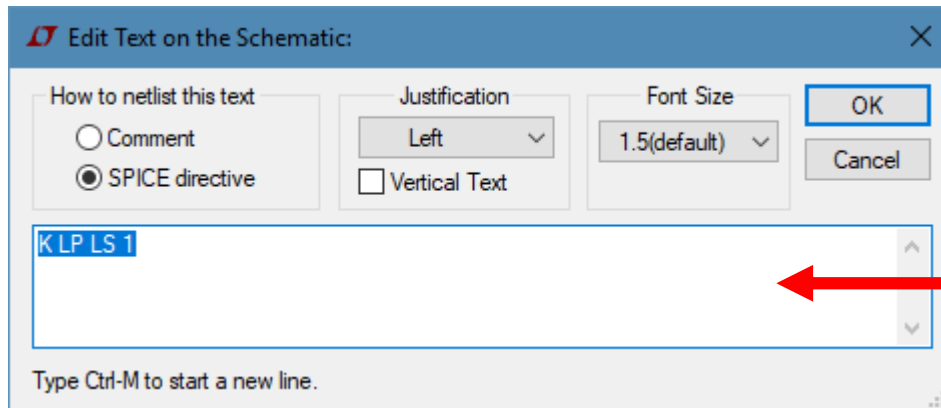 Edit Text on the Schematic:
How to netlist this text
Comment
SPICE directive
Justification
Left
Vertical Text
Font Size
1.5(default)
OK
Cancel
K LP LS 1
Type Ctrl-M to start a new line.